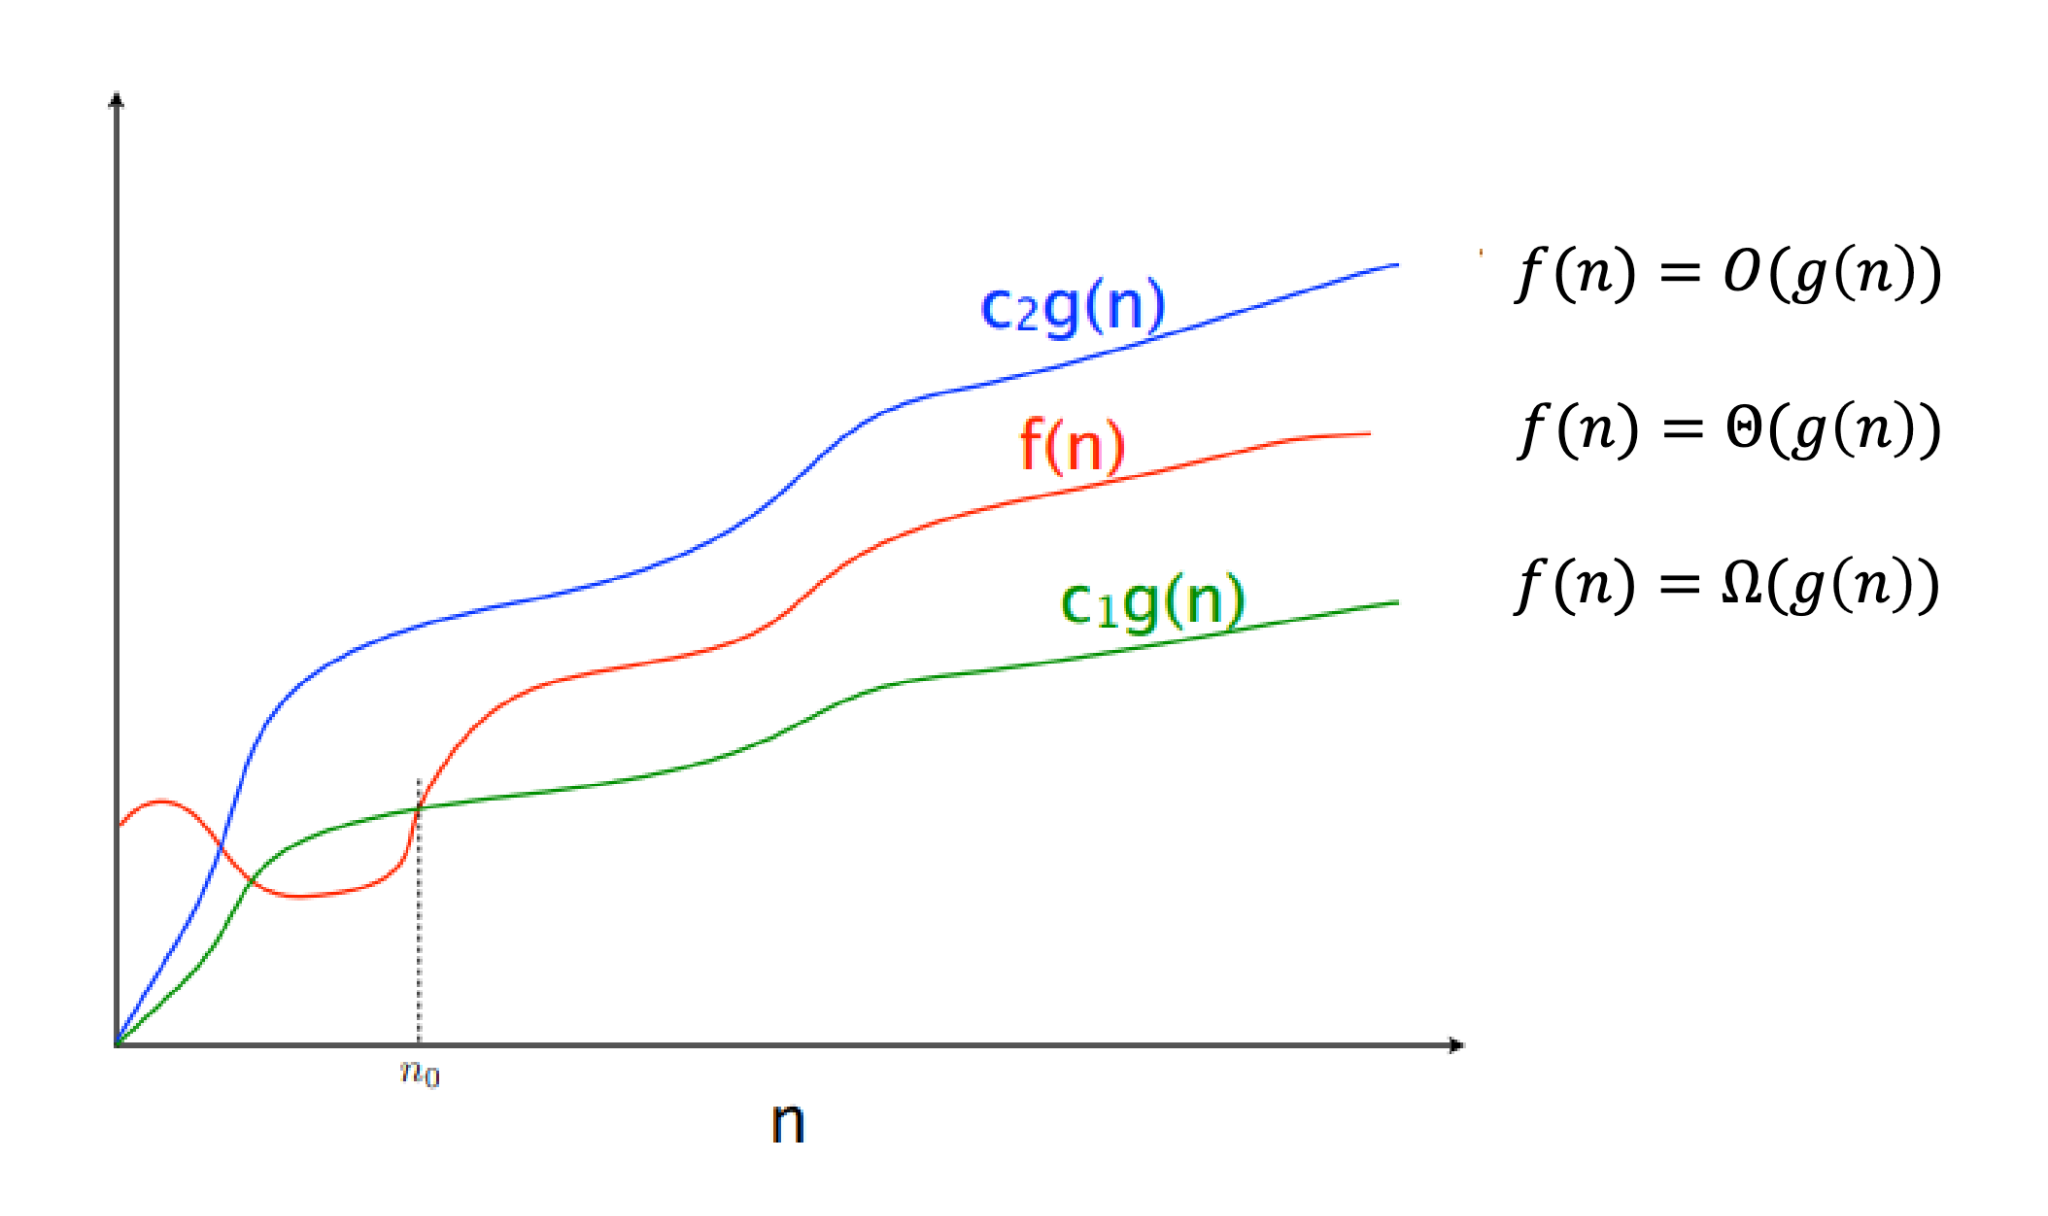 c₂g(n)
f(n) = O(g(n))
f(n)
f(n) = Θ(g(n))
c₁g(n)
f(n) = Ω(g(n))
n₀
n